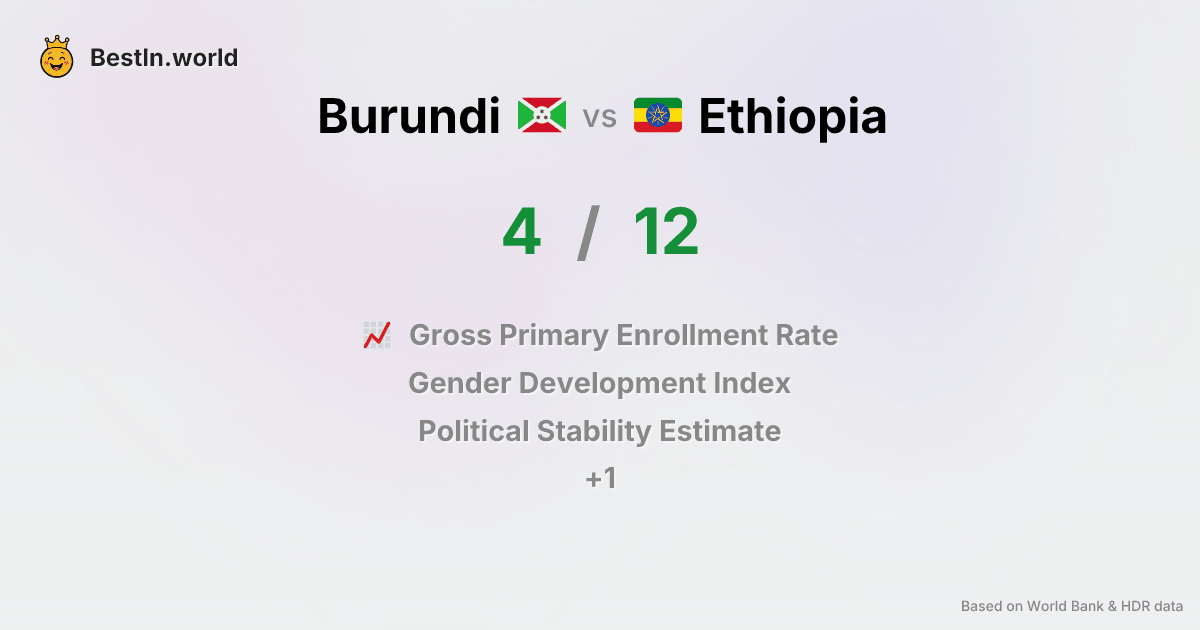 BestIn.world
Burundi vs Ethiopia
4 / 12
Gross Primary Enrollment Rate
Gender Development Index
Political Stability Estimate
+1
Based on World Bank & HDR data